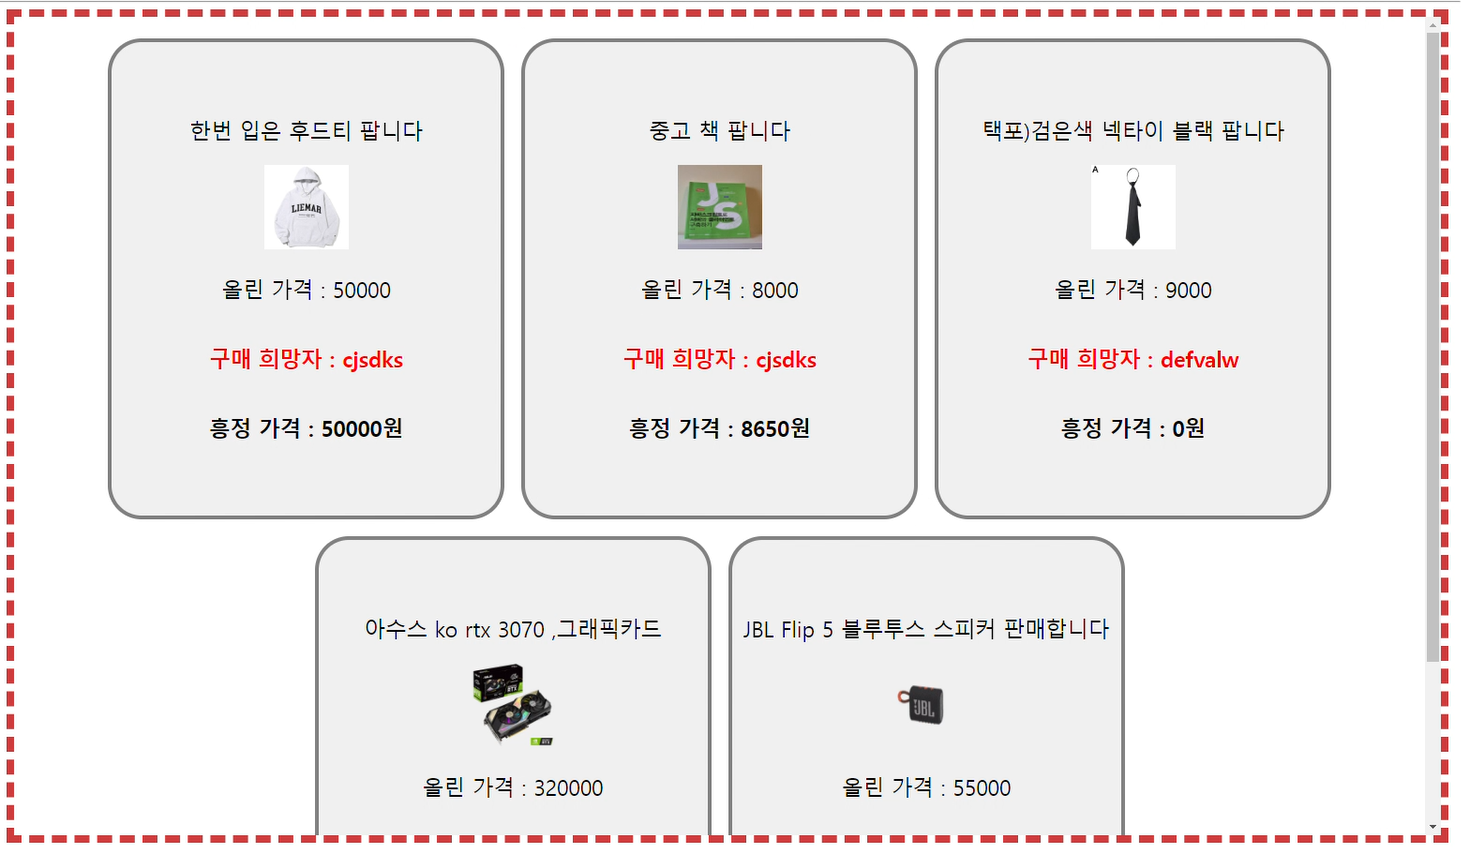 한번 입은 후드티 팝니다
LIEMAR
올린 가격 : 50000
구매 희망자 : cjsdks
흥정 가격 : 50000원
중고 책 팝니다
JS
올린 가격 : 8000
구매 희망자 : cjsdks
흥정 가격 : 8650원
택포)검은색 넥타이 블랙 팝니다
A
올린 가격 : 9000
구매 희망자 : defvalw
흥정 가격 : 0원
아수스 ko rtx 3070 ,그래픽카드
RTX
올린 가격 : 320000
JBL Flip 5 블루투스 스피커 판매합니다
JBL
올린 가격 : 55000